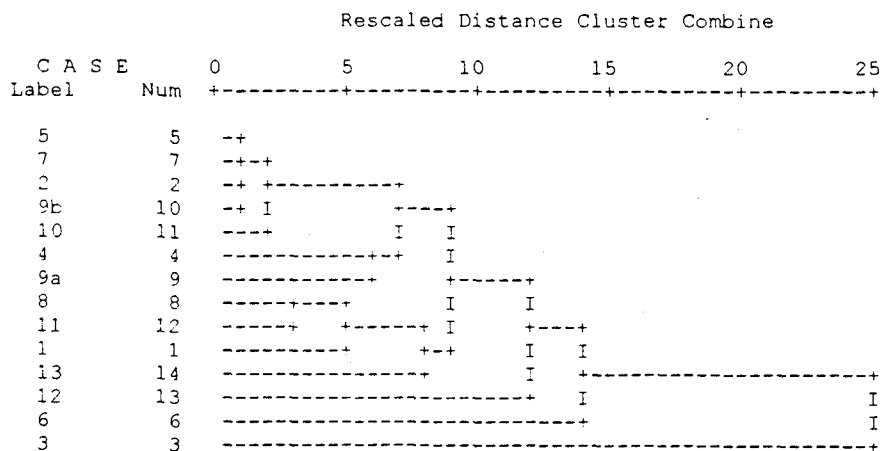 Rescaled Distance Cluster Combine
C A S E 0 5 10 15 20 25
Label Num +---------+---------+---------+---------+---------+
5 5 -+
7 7 -+-+
2 2 -+ +---------+
9b 10 -+ I +---+
10 11 ---+ I I
4 4 -----------+-+ I
9a 9 -----------+ +-----+
8 8 -----+---+ I I
11 12 -----+ +-----+ I +---+
1 1 ---------+ +-+ I I
13 14 ---------------+ I +---------------------+
12 13 -----------------------+ I I
6 6 ---------------------------+ I
3 3 -------------------------------------------------+